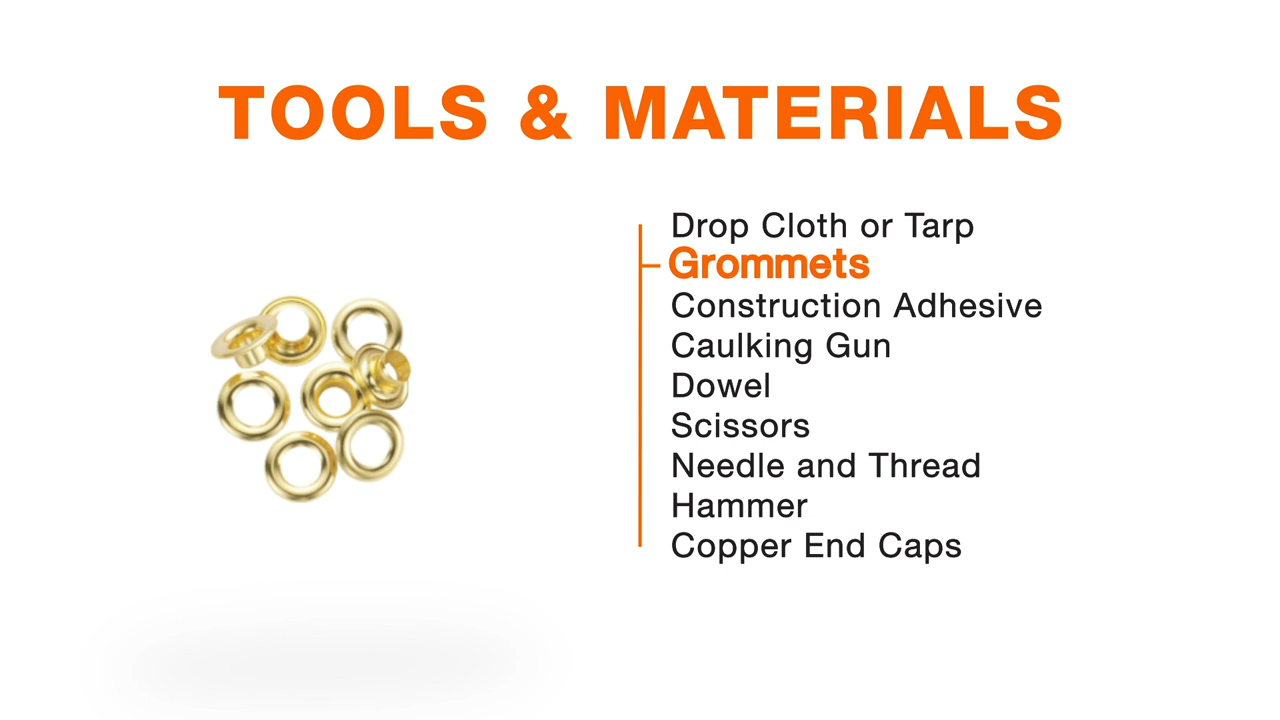 TOOLS & MATERIALS
Drop Cloth or Tarp
Grommets
Construction Adhesive
Caulking Gun
Dowel
Scissors
Needle and Thread
Hammer
Copper End Caps